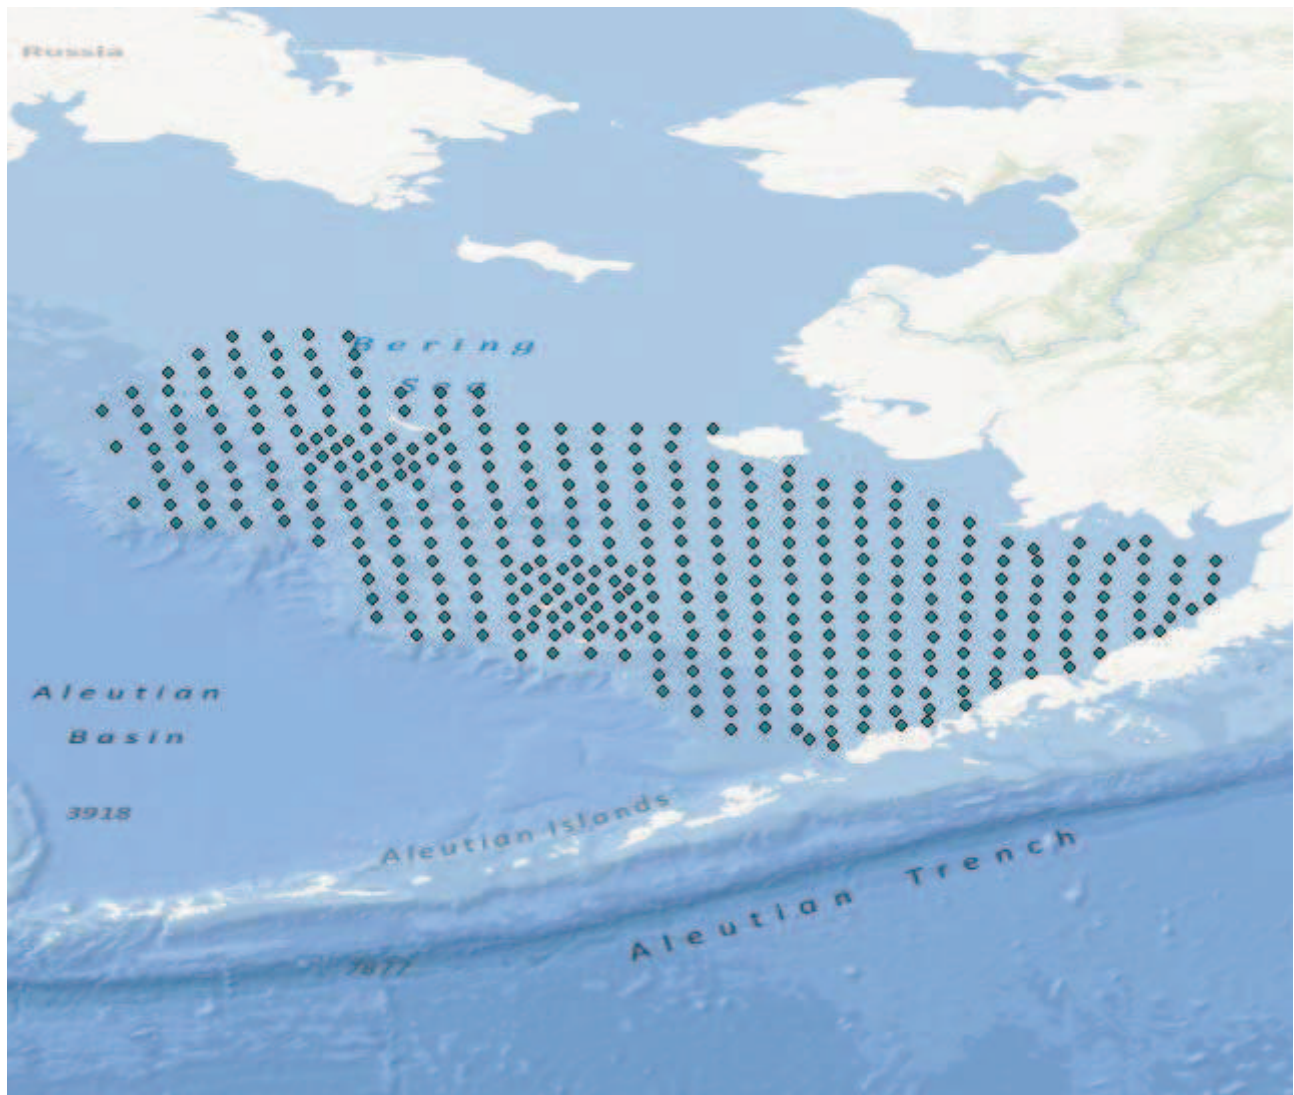 Russia
Bering
Sea
Aleutian
Basin
3918
Aleutian Islands
Aleutian Trench
7877